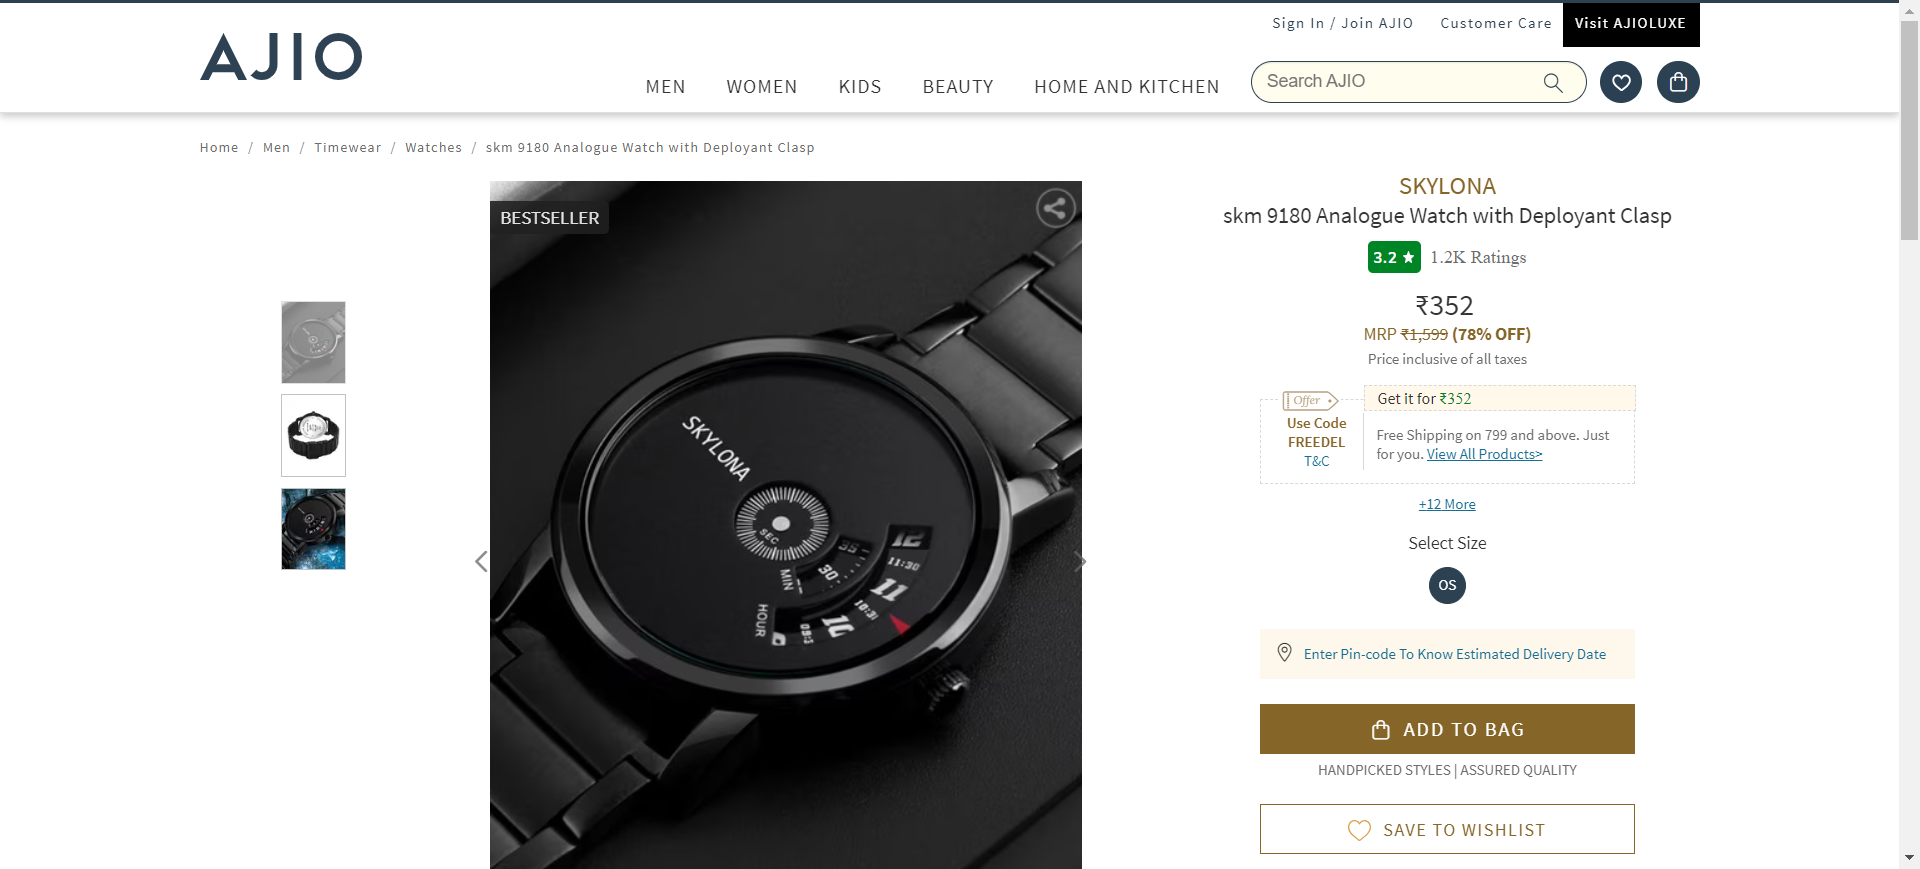 Sign In / Join AJIO
Customer Care
Visit AJIOLUXE
AJIO
MEN
WOMEN
KIDS
BEAUTY
HOME AND KITCHEN
Search AJIO
Home / Men / Timewear / Watches / skm 9180 Analogue Watch with Deployant Clasp
BESTSELLER
SKYLONA
SEC
MIN
HOUR
35
30
12
11:30
11
10:31
10
SKYLONA
skm 9180 Analogue Watch with Deployant Clasp
3.2 ★ 1.2K Ratings
₹352
MRP ₹1,599 (78% OFF)
Price inclusive of all taxes
Offer
Use Code
FREEDEL
T&C
Get it for ₹352
Free Shipping on 799 and above. Just
for you. View All Products>
+12 More
Select Size
OS
Enter Pin-code To Know Estimated Delivery Date
ADD TO BAG
HANDPICKED STYLES | ASSURED QUALITY
SAVE TO WISHLIST